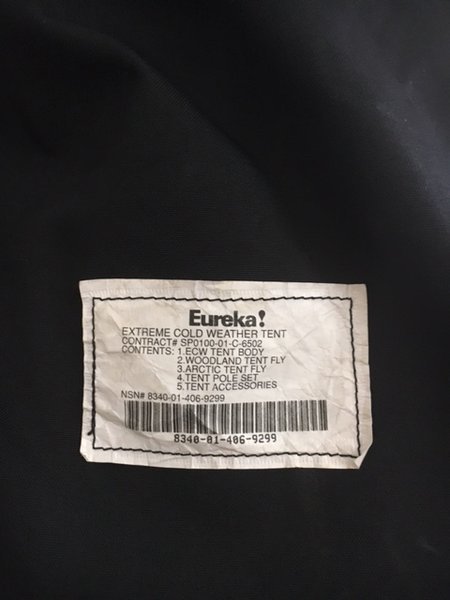 Eureka!
EXTREME COLD WEATHER TENT
CONTRACT# SP0100-01-C-6502
CONTENTS: 1.ECW TENT BODY
2.WOODLAND TENT FLY
3.ARCTIC TENT FLY
4.TENT POLE SET
5.TENT ACCESSORIES
NSN# 8340-01-406-9299
8340-01-406-9299